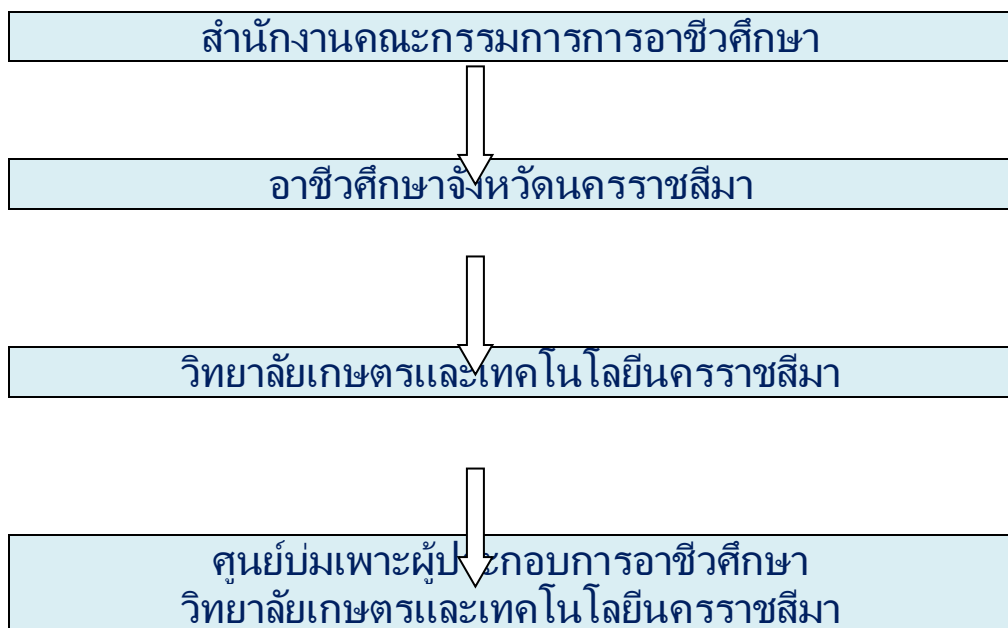 สำนักงานคณะกรรมการการอาชีวศึกษา
อาชีวศึกษาจังหวัดนครราชสีมา
วิทยาลัยเกษตรและเทคโนโลยีนครราชสีมา
ศูนย์บ่มเพาะผู้ประกอบการอาชีวศึกษา
วิทยาลัยเกษตรและเทคโนโลยีนครราชสีมา